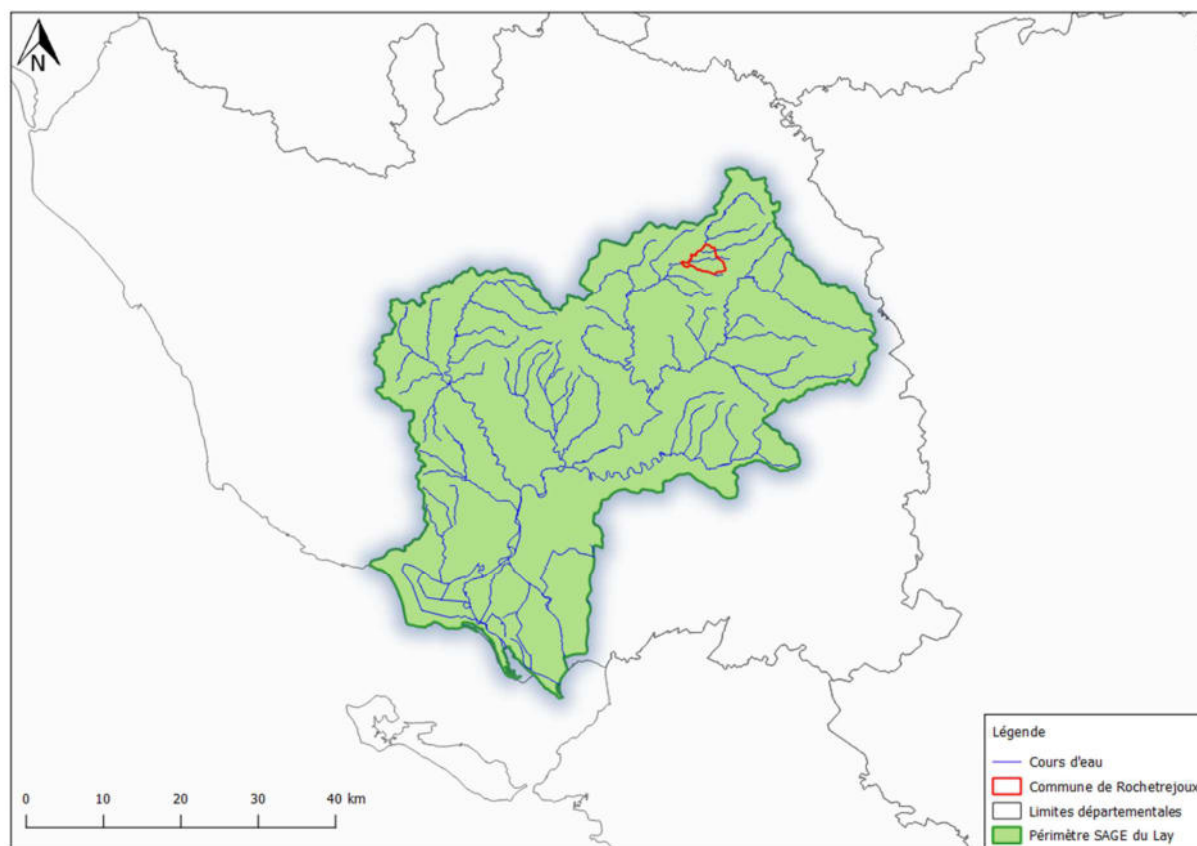 N
Légende
Cours d'eau
Commune de Rochetrejoux
Limites départementales
Périmètre SAGE du Lay
0 10 20 30 40 km